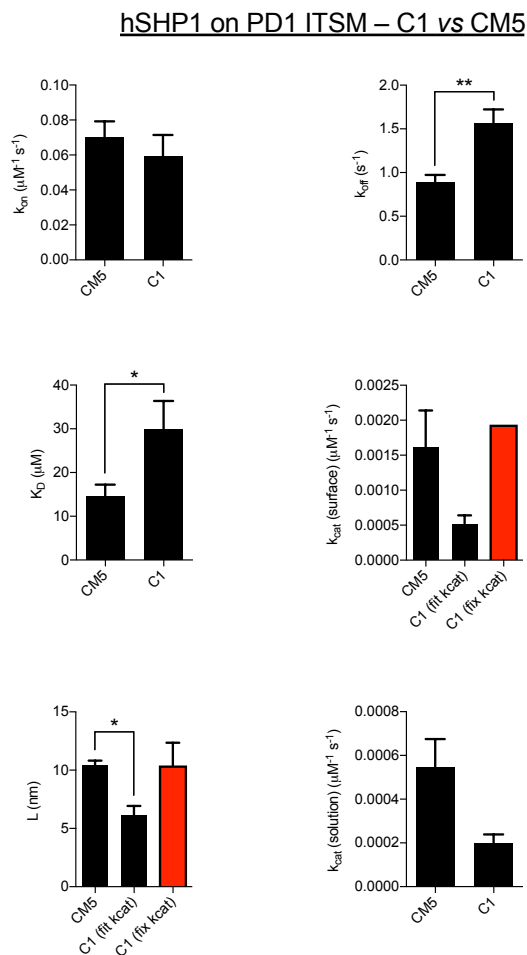 hSHP1 on PD1 ITSM – C1 vs CM5
kon (μM-1 s-1)
0.10
0.08
0.06
0.04
0.02
0.00
CM5
C1
koff (s-1)
2.0
1.5
1.0
0.5
0.0
**
CM5
C1
KD (μM)
40
30
20
10
0
*
CM5
C1
kcat (surface) (μM-1 s-1)
0.0025
0.0020
0.0015
0.0010
0.0005
0.0000
CM5
C1 (fit kcat)
C1 (fix kcat)
L (nm)
15
10
5
0
*
CM5
C1 (fit kcat)
C1 (fix kcat)
kcat (solution) (μM-1 s-1)
0.0008
0.0006
0.0004
0.0002
0.0000
CM5
C1